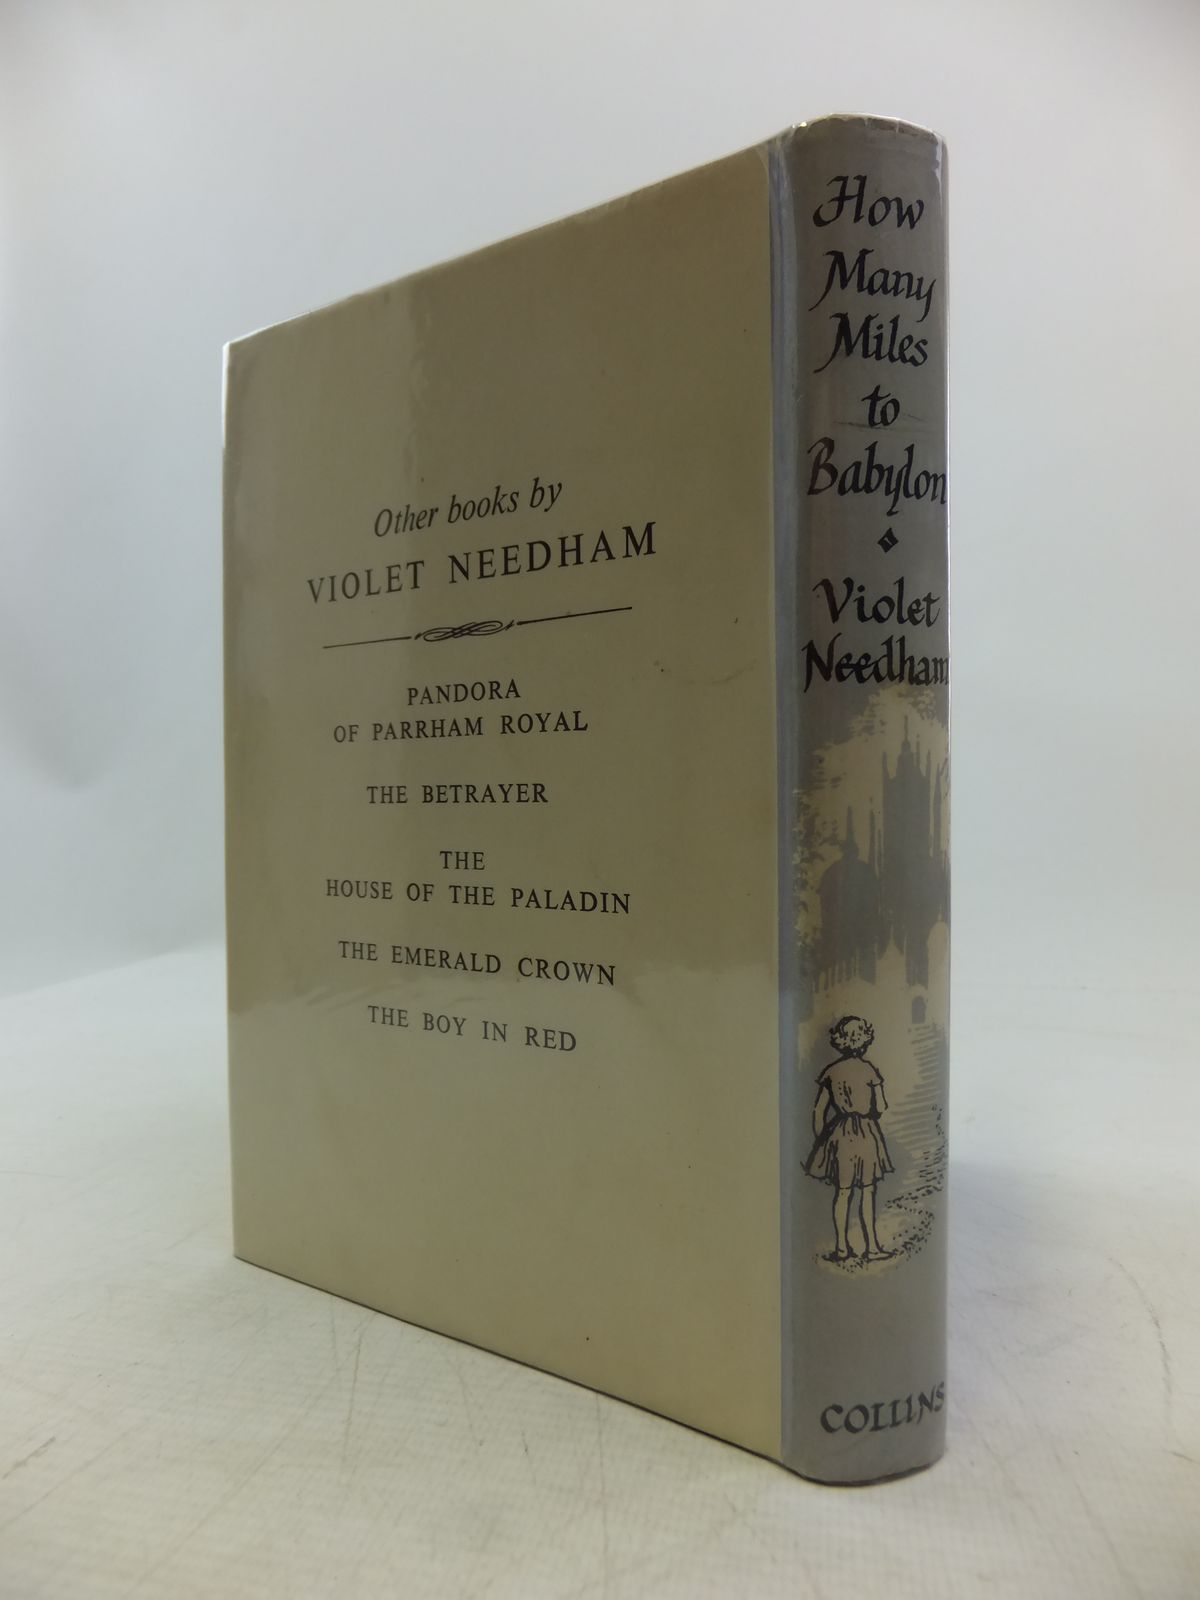 Other books by
VIOLET NEEDHAM
PANDORA
OF PARRHAM ROYAL
THE BETRAYER
THE
HOUSE OF THE PALADIN
THE EMERALD CROWN
THE BOY IN RED
How
Many
Miles
to
Babylon
Violet
Needham
COLLINS